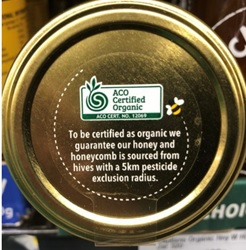 ACO
Certified
Organic
ACO CERT. NO. 12069
To be certified as organic we
guarantee our honey and
honeycomb is sourced from
hives with a 5km pesticide
exclusion radius.